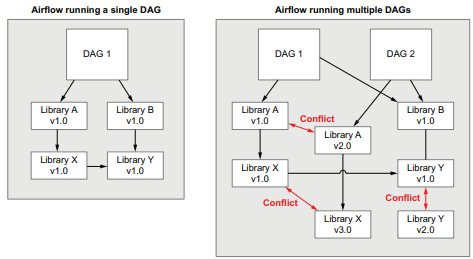 Airflow running a single DAG
DAG 1
Library A
v1.0
Library B
v1.0
Library X
v1.0
Library Y
v1.0
Airflow running multiple DAGs
DAG 1
DAG 2
Library A
v1.0
Conflict
Library A
v2.0
Library B
v1.0
Library X
v1.0
Library Y
v1.0
Conflict
Library X
v3.0
Conflict
Library Y
v2.0